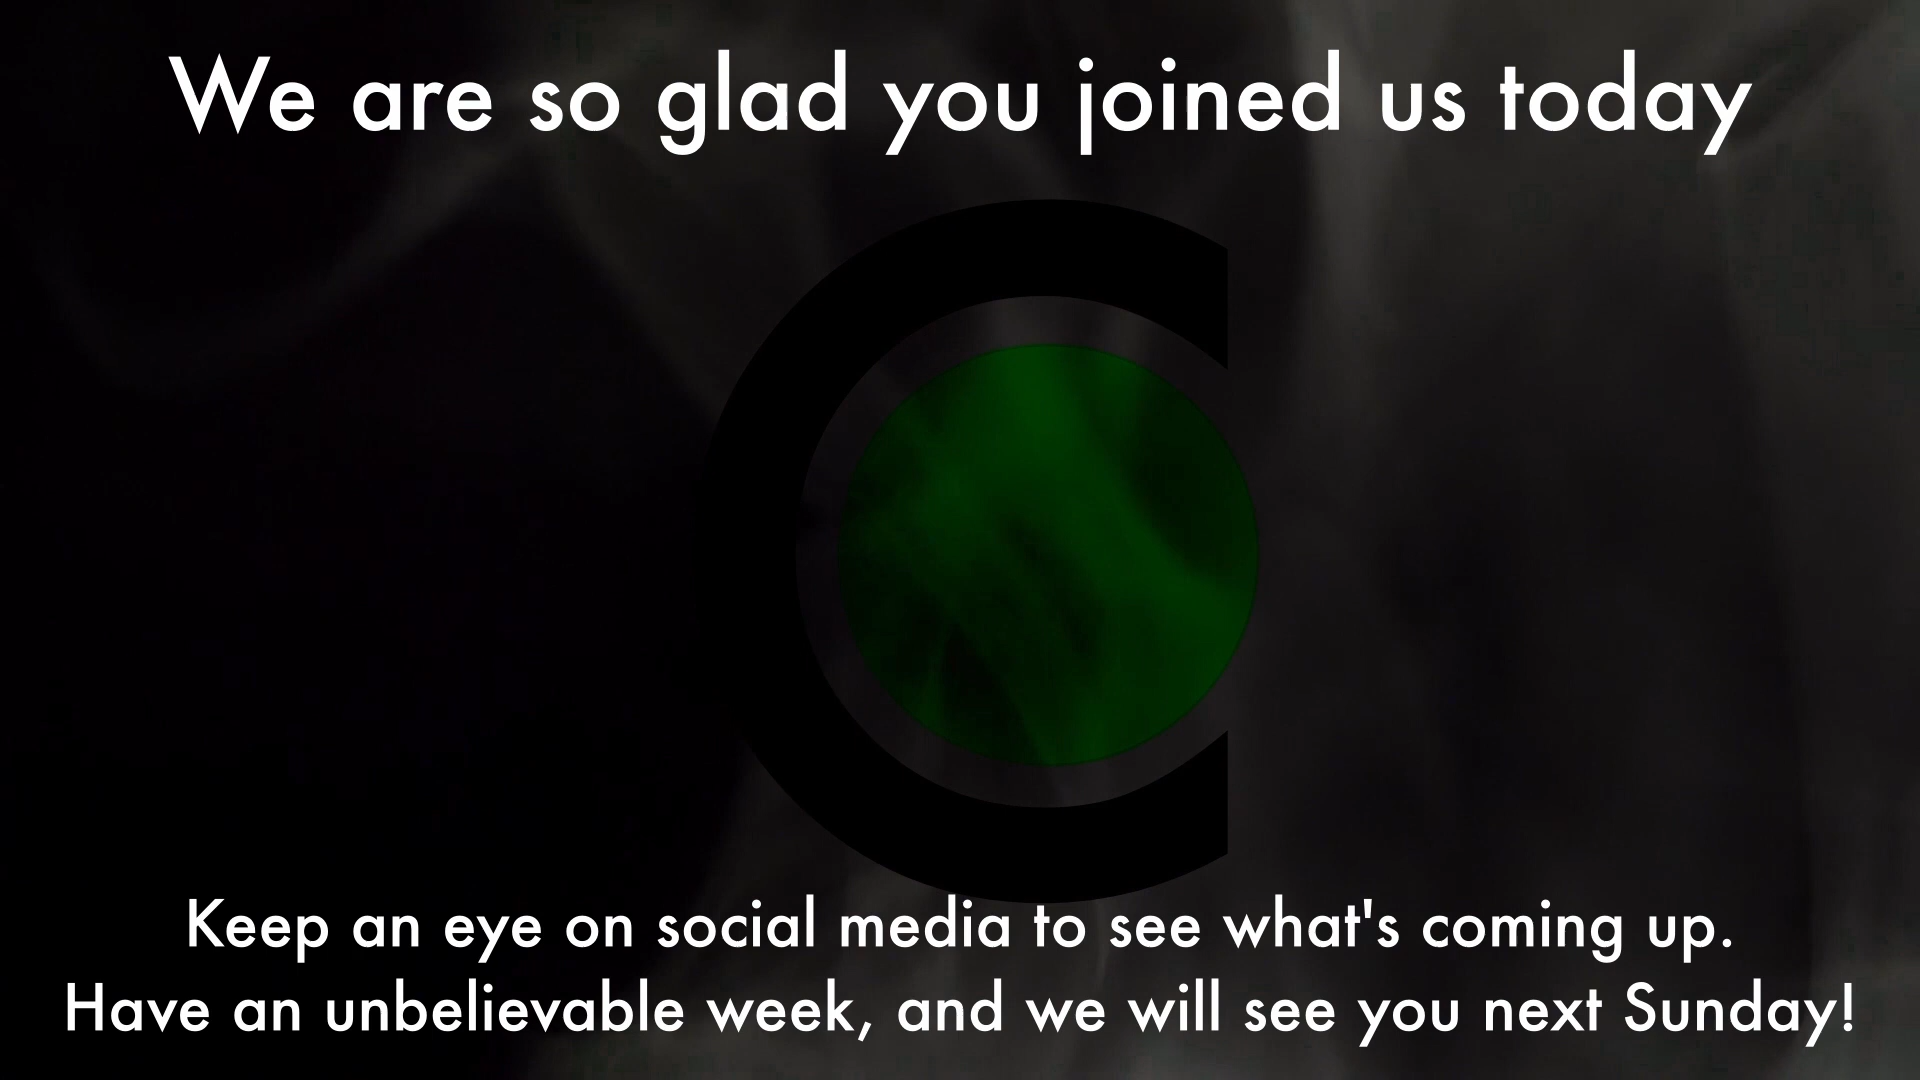 We are so glad you joined us today
C
Keep an eye on social media to see what's coming up.
Have an unbelievable week, and we will see you next Sunday!